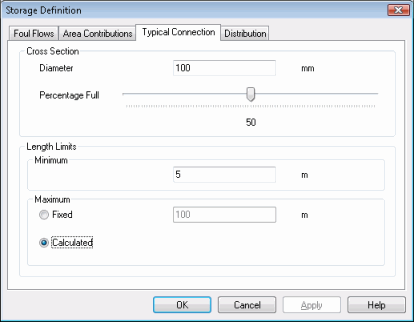 Storage Definition
Foul Flows Area Contributions Typical Connection Distribution
Cross Section
Diameter 100 mm
Percentage Full
50
Length Limits
Minimum
5 m
Maximum
Fixed 100 m
Calculated
OK Cancel Apply Help